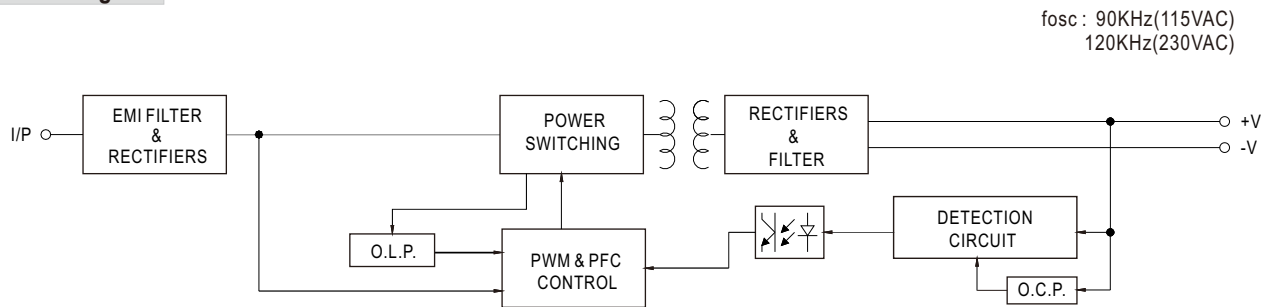 fosc : 90KHz(115VAC)
120KHz(230VAC)
I/P
EMI FILTER
&
RECTIFIERS
POWER
SWITCHING
RECTIFIERS
&
FILTER
+V
-V
O.L.P.
PWM & PFC
CONTROL
DETECTION
CIRCUIT
O.C.P.